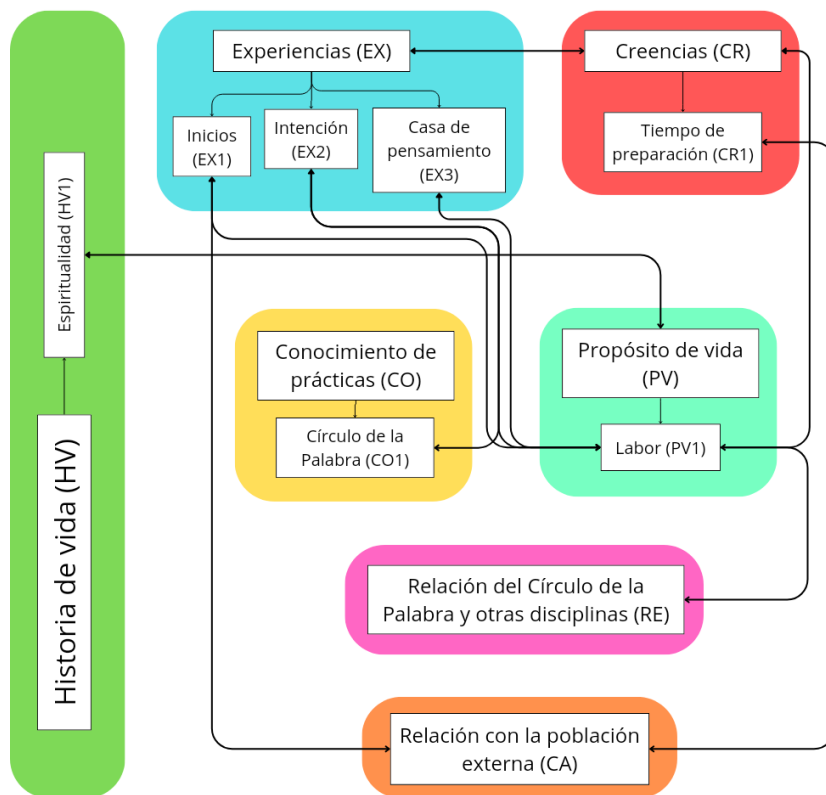 Experiencias (EX)
Creencias (CR)
Inicios
(EX1)
Intención
(EX2)
Casa de
pensamiento
(EX3)
Tiempo de
preparación (CR1)
Espiritualidad (HV1)
Historia de vida (HV)
Conocimiento de
prácticas (CO)
Círculo de la
Palabra (CO1)
Propósito de vida
(PV)
Labor (PV1)
Relación del Círculo de la
Palabra y otras disciplinas (RE)
Relación con la población
externa (CA)